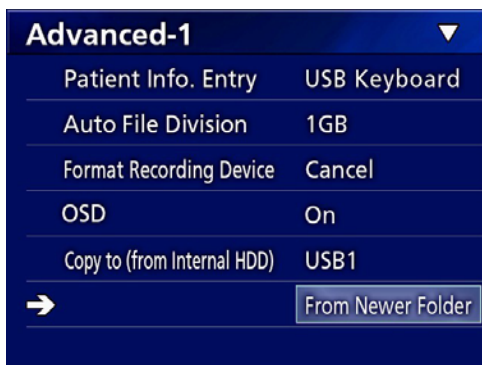 Advanced-1 ▼
Patient Info. Entry USB Keyboard
Auto File Division 1GB
Format Recording Device Cancel
OSD On
Copy to (from Internal HDD) USB1
➔ From Newer Folder